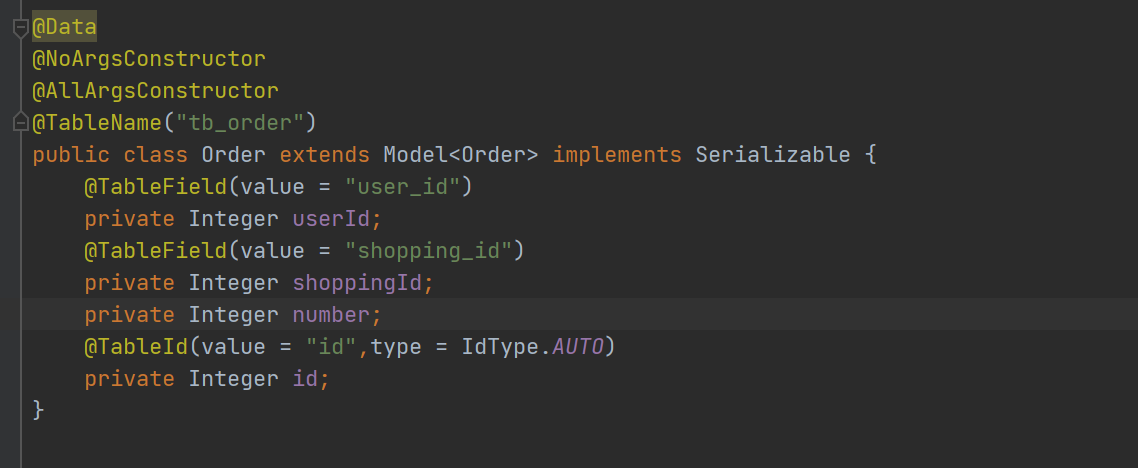 @Data
@NoArgsConstructor
@AllArgsConstructor
@TableName("tb_order")
public class Order extends Model<Order> implements Serializable {
    @TableField(value = "user_id")
    private Integer userId;
    @TableField(value = "shopping_id")
    private Integer shoppingId;
    private Integer number;
    @TableId(value = "id",type = IdType.AUTO)
    private Integer id;
}